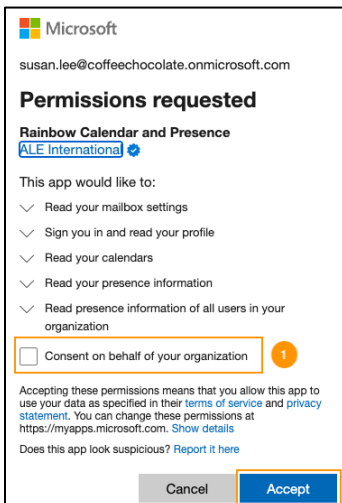 Microsoft
susan.lee@coffeechocolate.onmicrosoft.com
Permissions requested
Rainbow Calendar and Presence
ALE International
This app would like to:
Read your mailbox settings
Sign you in and read your profile
Read your calendars
Read your presence information
Read presence information of all users in your
organization
Consent on behalf of your organization
1
Accepting these permissions means that you allow this app to
use your data as specified in their terms of service and privacy
statement. You can change these permissions at
https://myapps.microsoft.com. Show details
Does this app look suspicious? Report it here
Cancel Accept